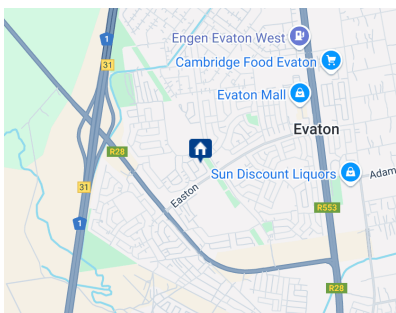 1
Engen Evaton West
31
Cambridge Food Evaton
Evaton Mall
Evaton
R28
Sun Discount Liquors
Adam
31
Easton
R553
1
R28